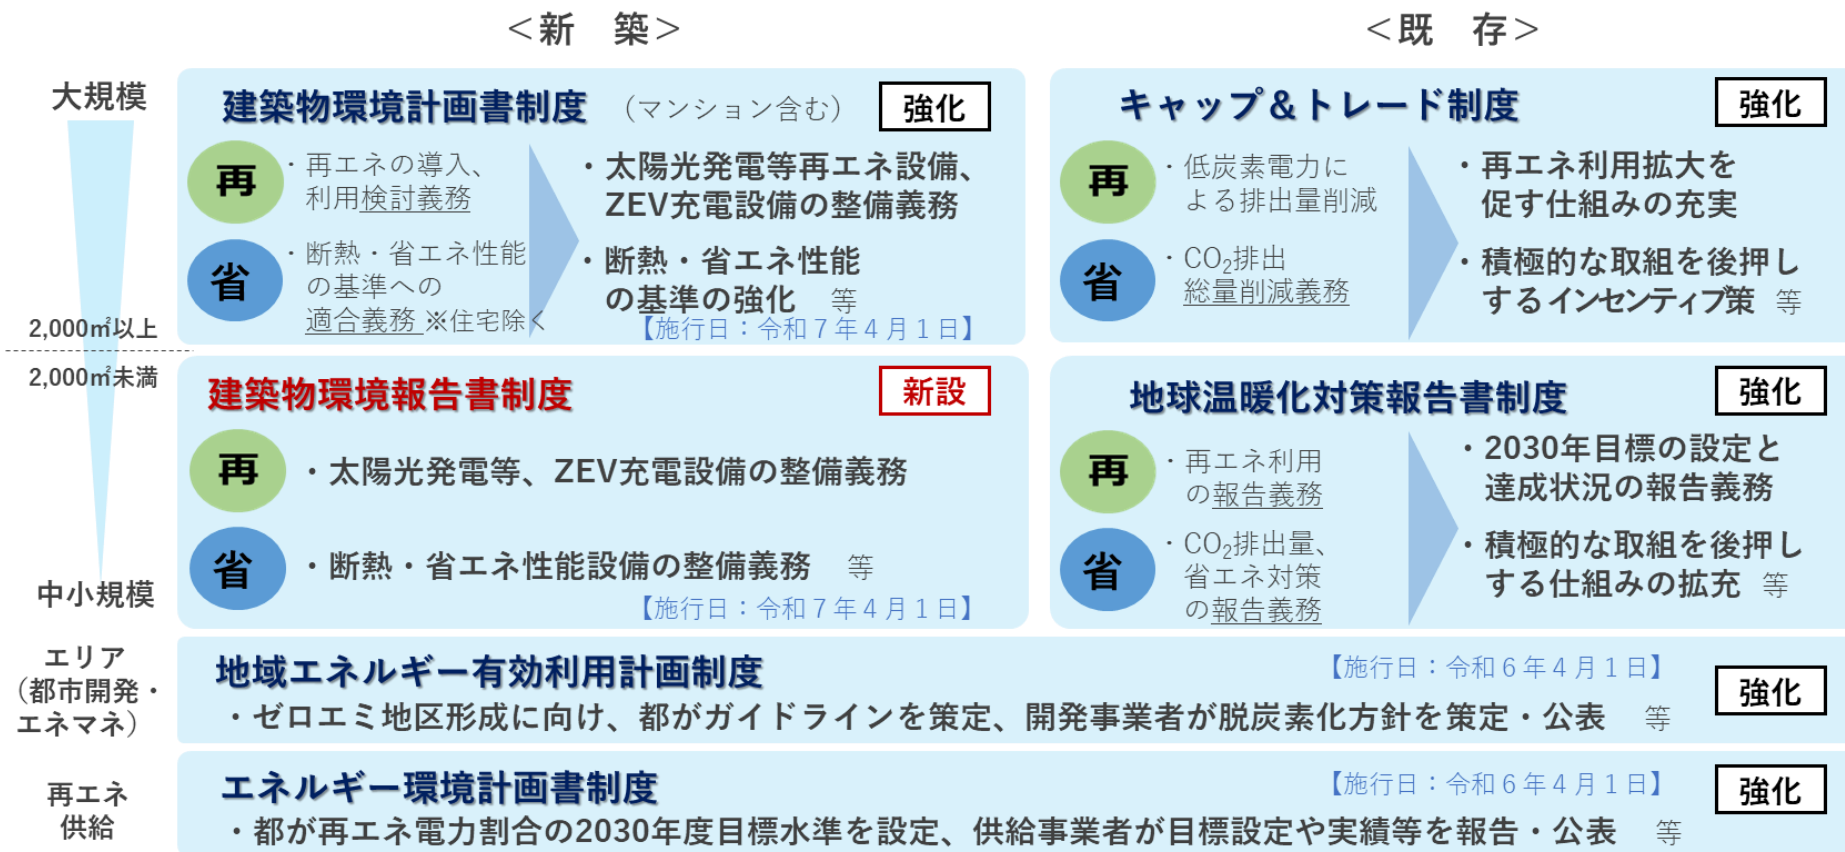 ＜新　築＞
＜既　存＞
大規模
2,000㎡以上
2,000㎡未満
中小規模
建築物環境計画書制度 （マンション含む） 強化
再
・再エネの導入、
利用検討義務
省
・断熱・省エネ性能
の基準への
適合義務 ※住宅除く
・太陽光発電等再エネ設備、
ZEV充電設備の整備義務
・断熱・省エネ性能
の基準の強化　等
【施行日：令和７年４月１日】
キャップ＆トレード制度 強化
再
・低炭素電力に
よる排出量削減
省
・CO₂排出
総量削減義務
・再エネ利用拡大を
促す仕組みの充実
・積極的な取組を後押し
するインセンティブ策　等
建築物環境報告書制度 新設
再
・太陽光発電等、ZEV充電設備の整備義務
省
・断熱・省エネ性能設備の整備義務　等
【施行日：令和７年４月１日】
地球温暖化対策報告書制度 強化
再
・再エネ利用
の報告義務
省
・CO₂排出量、
省エネ対策
の報告義務
・2030年目標の設定と
達成状況の報告義務
・積極的な取組を後押し
する仕組みの拡充　等
エリア
（都市開発・
エネマネ）
地域エネルギー有効利用計画制度
【施行日：令和６年４月１日】
強化
・ゼロエミ地区形成に向け、都がガイドラインを策定、開発事業者が脱炭素化方針を策定・公表　等
再エネ
供給
エネルギー環境計画書制度
【施行日：令和６年４月１日】
強化
・都が再エネ電力割合の2030年度目標水準を設定、供給事業者が目標設定や実績等を報告・公表　等